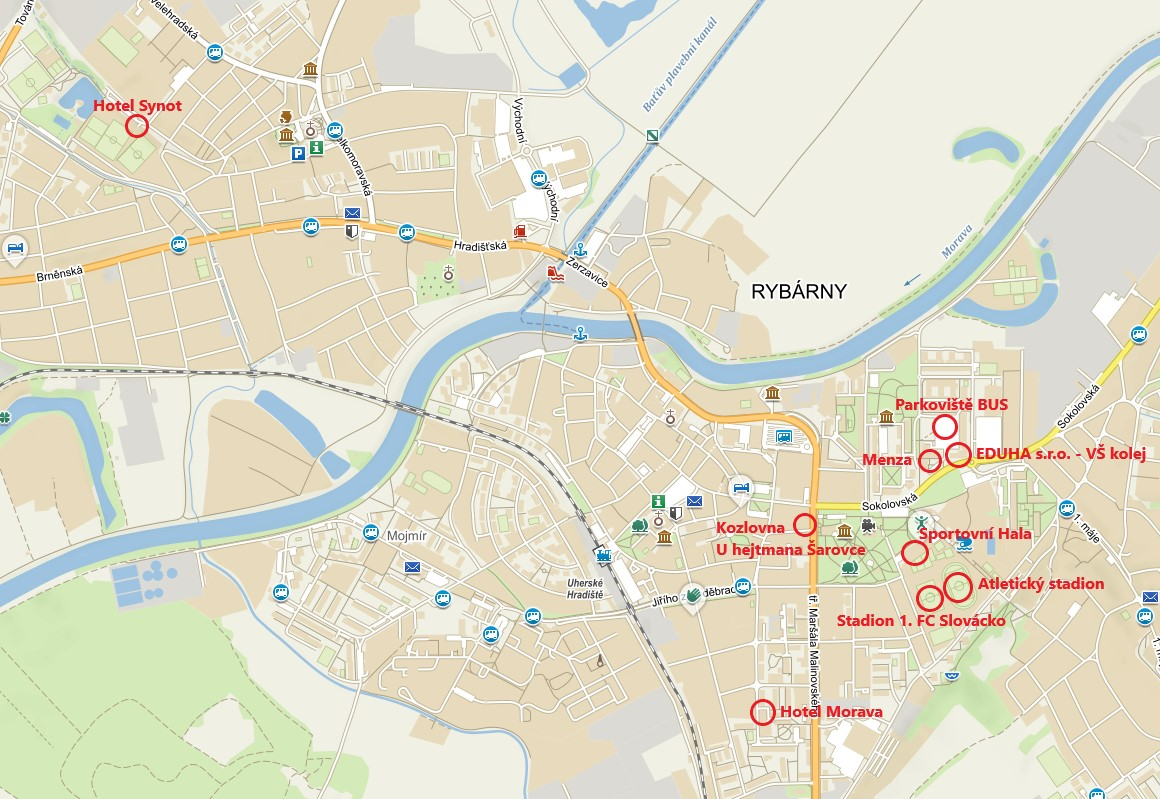 Továr
Velehradská
Baťův plavební kanál
Hotel Synot
Východní
P
i
Velkomoravská
Východní
Hradišťská
Brněnská
Zerzavice
Morava
RYBÁRNY
Sokolovská
Parkoviště BUS
Menza
EDUHA s.r.o. - VŠ kolej
Sokolovská
i
Kozlovna
U hejtmana Šarovce
Mojmír
Sportovní Hala
1. máje
Uherské
Hradiště
Jiřího z Poděbrad
Atletický stadion
Stadion 1. FC Slovácko
tř. Maršála Malinovského
Hotel Morava